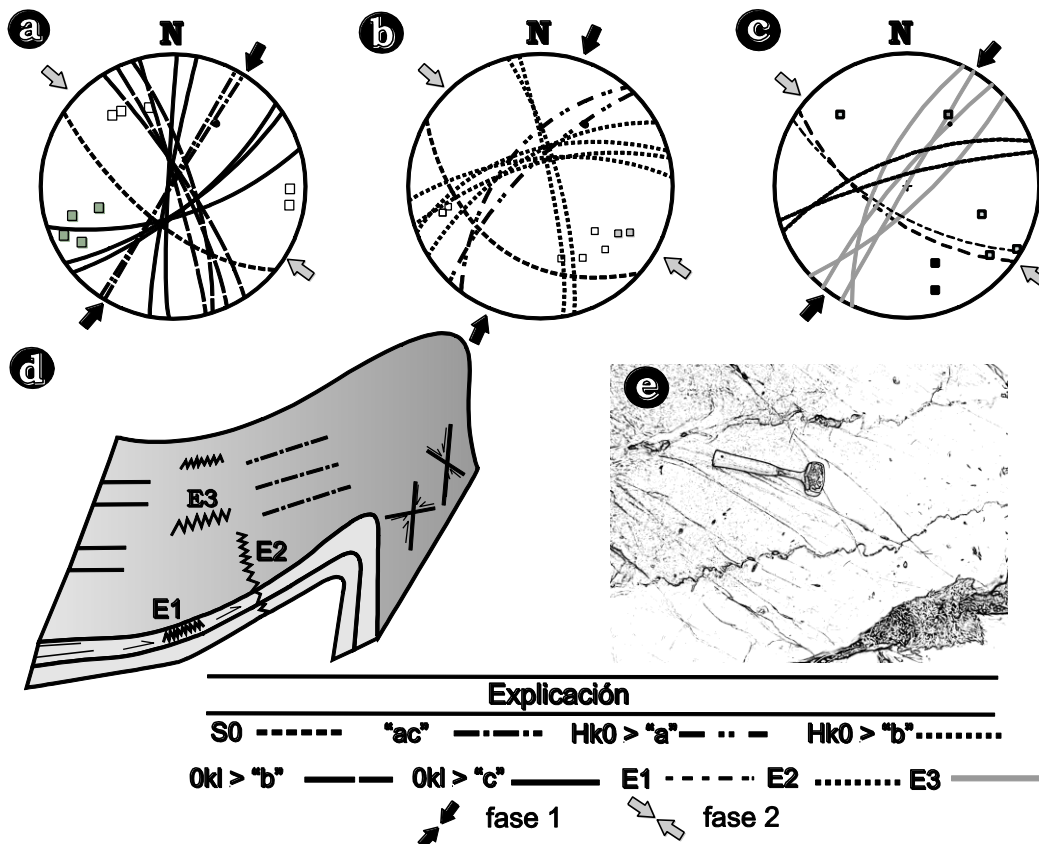 a
N
b
N
c
N
d
E3
E2
E1
e
Explicación
S0 "ac" Hk0 > "a" Hk0 > "b"
0kl > "b" 0kl > "c" E1 E2 E3
fase 1 fase 2